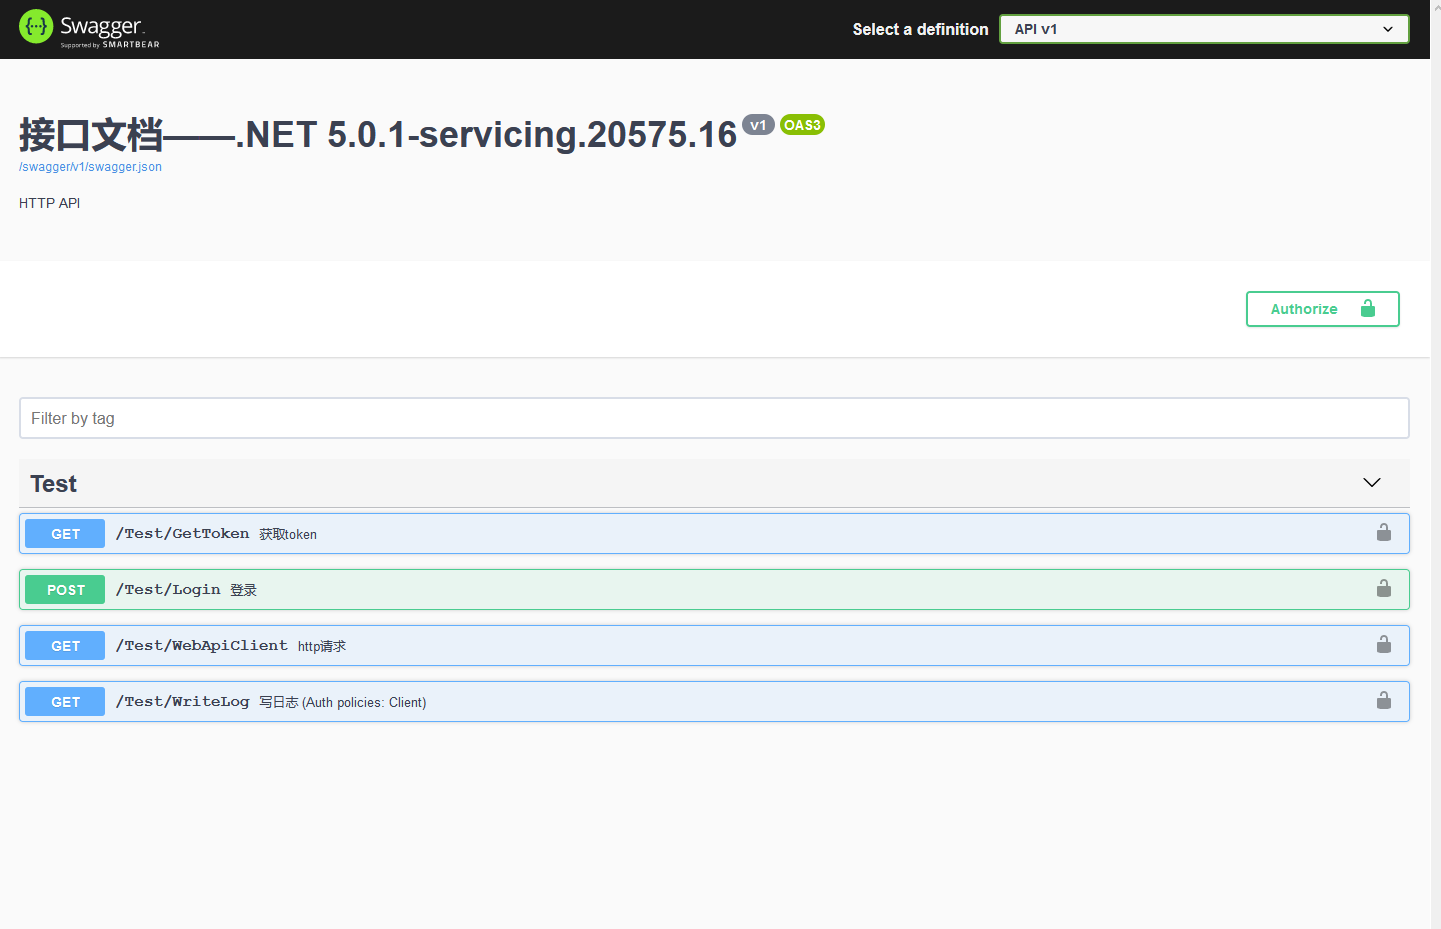 Swagger
Supported by SMARTBEAR
Select a definition
API v1
接口文档——.NET 5.0.1-servicing.20575.16 v1 OAS3
/swagger/v1/swagger.json
HTTP API
Authorize
Filter by tag
Test
GET /Test/GetToken 获取token
POST /Test/Login 登录
GET /Test/WebApiClient http请求
GET /Test/WriteLog 写日志 (Auth policies: Client)